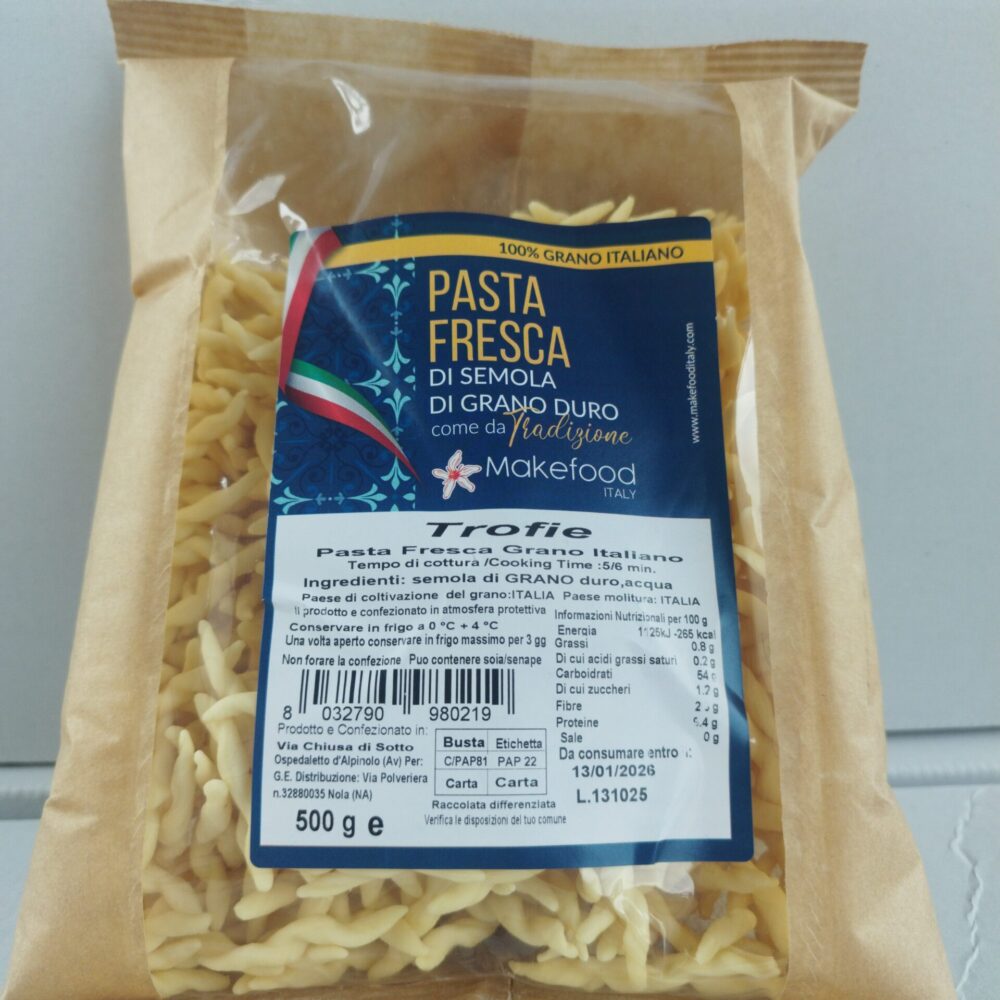 100% GRANO ITALIANO
PASTA
FRESCA
DI SEMOLA
DI GRANO DURO
come da Tradizione
Makefood
ITALY
www.makefooditaly.com
Trofie
Pasta Fresca Grano Italiano
Tempo di cottura /Cooking Time :5/6 min.
Ingredienti: semola di GRANO duro,acqua
Paese di coltivazione del grano:ITALIA Paese molitura: ITALIA
Il prodotto e confezionato in atmosfera protettiva
Conservare in frigo a 0 °C + 4 °C
Una volta aperto conservare in frigo massimo per 3 gg
Non forare la confezione Puo contenere soia/senape
8 032790 980219
Informazioni Nutrizionali per 100 g
Energia 1125kJ -265 kcal
Grassi 0.8 g
Di cui acidi grassi saturi 0.2 g
Carboidrati 54 g
Di cui zuccheri 1.2 g
Fibre
Proteine
Sale 0 g
Da consumare entro
13/01/2026
L.131025
Prodotto e Confezionato in:
Via Chiusa di Sotto
Ospedaletto d'Alpinolo (Av) Per:
G.E. Distribuzione: Via Polveriera
n.32880035 Nola (NA)
500 g e
Busta Etichetta
C/PAP81 PAP 22
Carta Carta
Raccolata differenziata
Verifica le disposizioni del tuo comune